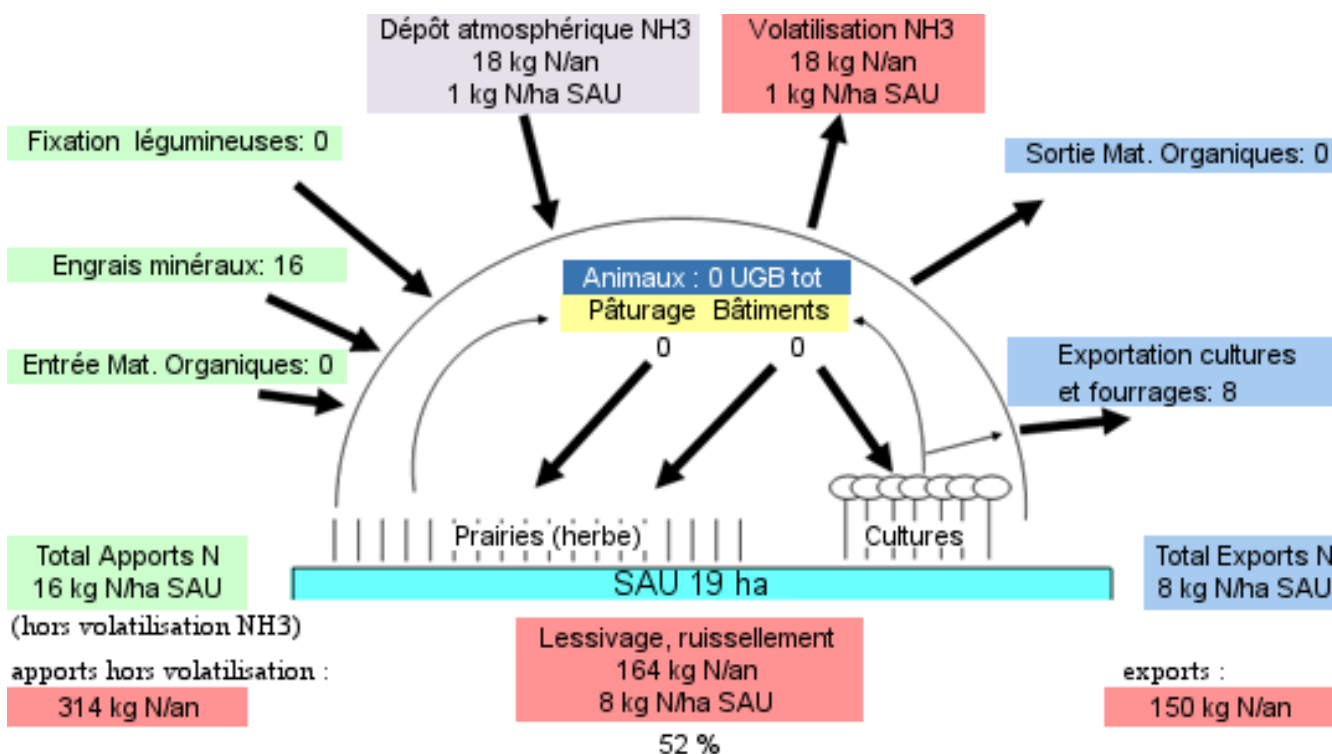 Dépôt atmosphérique NH3
18 kg N/an
1 kg N/ha SAU
Volatilisation NH3
18 kg N/an
1 kg N/ha SAU
Fixation légumineuses: 0
Sortie Mat. Organiques: 0
Engrais minéraux: 16
Animaux : 0 UGB tot
Pâturage Bâtiments
0 0
Entrée Mat. Organiques: 0
Exportation cultures
et fourrages: 8
Prairies (herbe)
Cultures
Total Apports N
16 kg N/ha SAU
(hors volatilisation NH3)
SAU 19 ha
Total Exports N
8 kg N/ha SAU
apports hors volatilisation :
314 kg N/an
Lessivage, ruissellement
164 kg N/an
8 kg N/ha SAU
52 %
exports :
150 kg N/an